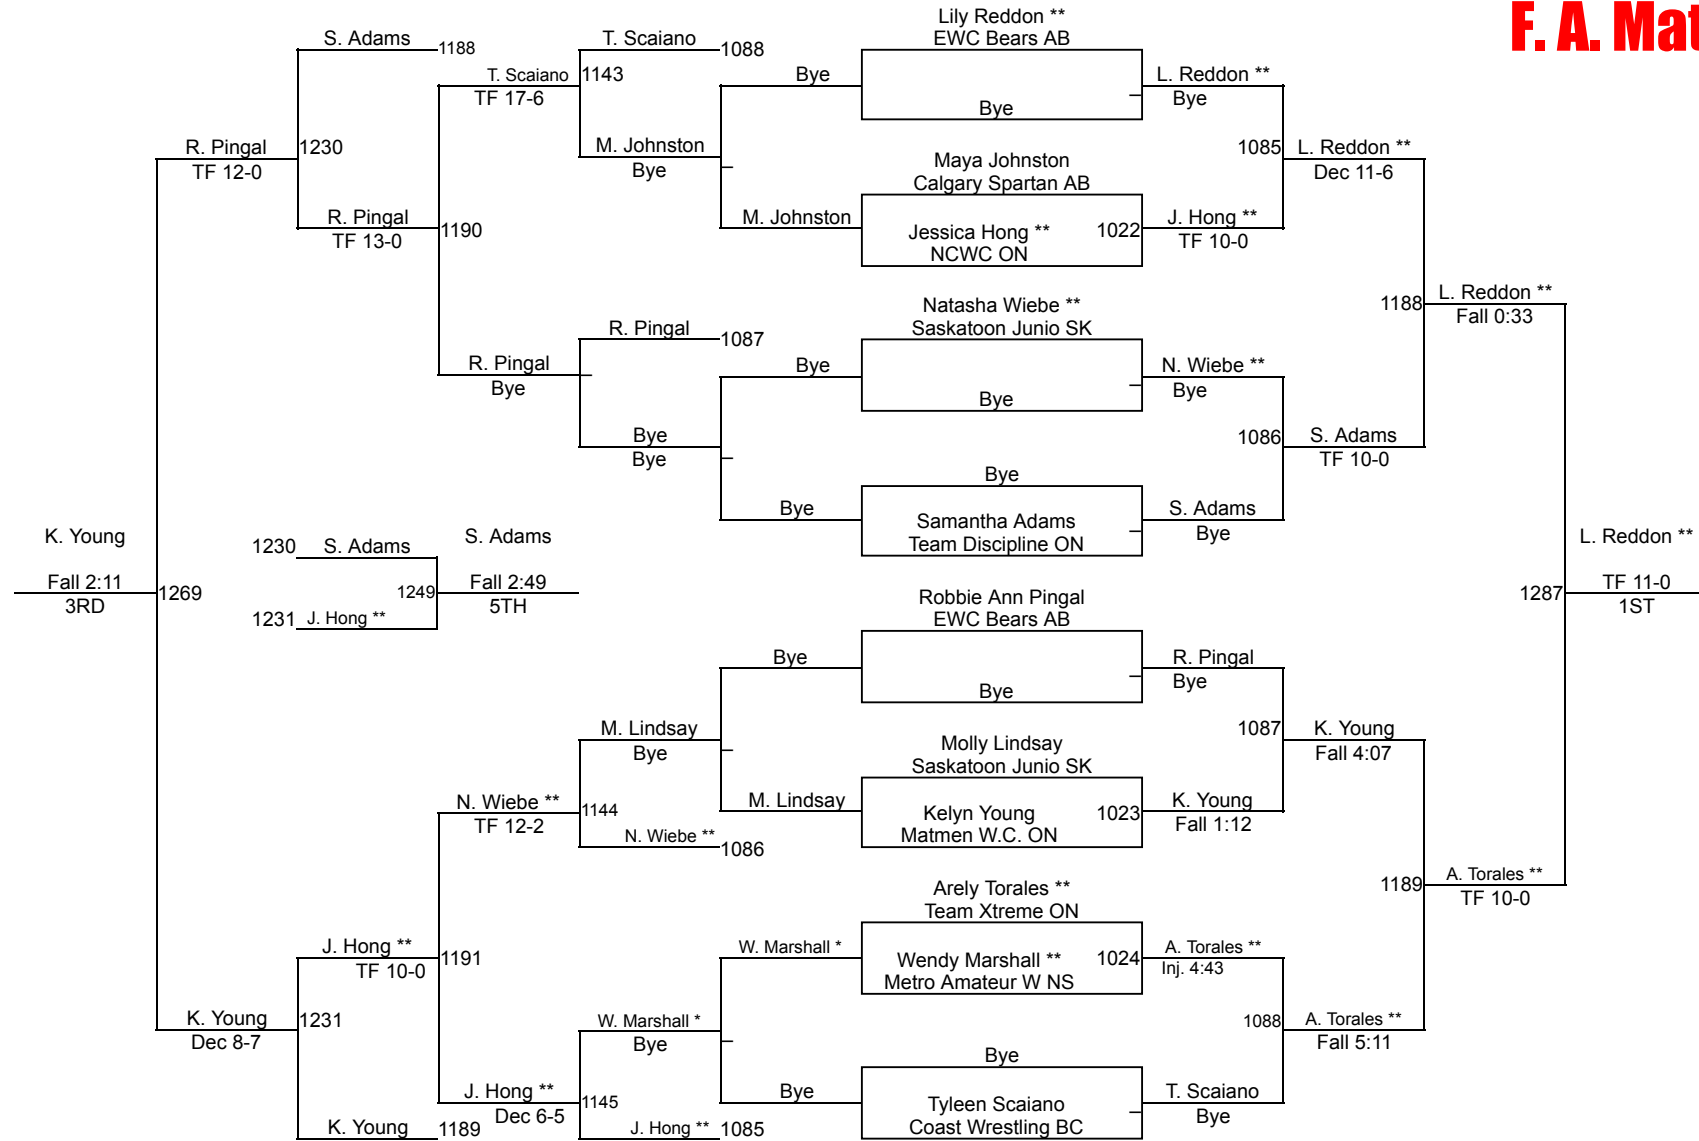 F. A. Mat
Lily Reddon **
EWC Bears AB
S. Adams
1188
T. Scaiano
1088
T. Scaiano
1143
TF 17-6
Bye
L. Reddon **
Bye
Bye
R. Pingal
1230
TF 12-0
M. Johnston
Bye
Maya Johnston
Calgary Spartan AB
1085
L. Reddon **
Dec 11-6
R. Pingal
TF 13-0
1190
M. Johnston
Jessica Hong **
NCWC ON
1022
J. Hong **
TF 10-0
Natasha Wiebe **
Saskatoon Junio SK
1188
L. Reddon **
Fall 0:33
R. Pingal
1087
R. Pingal
Bye
Bye
N. Wiebe **
Bye
Bye
Bye
Bye
1086
S. Adams
TF 10-0
Bye
Bye
Samantha Adams
Team Discipline ON
S. Adams
Bye
K. Young
Fall 2:11
3RD
1269
1230
S. Adams
1231
J. Hong **
1249
S. Adams
Fall 2:49
5TH
L. Reddon **
1287
TF 11-0
1ST
Robbie Ann Pingal
EWC Bears AB
Bye
R. Pingal
Bye
Bye
M. Lindsay
Bye
Molly Lindsay
Saskatoon Junio SK
1087
K. Young
Fall 4:07
N. Wiebe **
TF 12-2
1144
M. Lindsay
Kelyn Young
Matmen W.C. ON
1023
K. Young
Fall 1:12
N. Wiebe **
1086
Arely Torales **
Team Xtreme ON
1189
A. Torales **
TF 10-0
J. Hong **
TF 10-0
1191
W. Marshall *
Wendy Marshall **
Metro Amateur W NS
1024
A. Torales **
Inj. 4:43
K. Young
Dec 8-7
1231
W. Marshall *
Bye
1088
A. Torales **
Fall 5:11
Bye
J. Hong **
Dec 6-5
1145
Bye
Tyleen Scaiano
Coast Wrestling BC
T. Scaiano
Bye
K. Young
1189
J. Hong **
1085